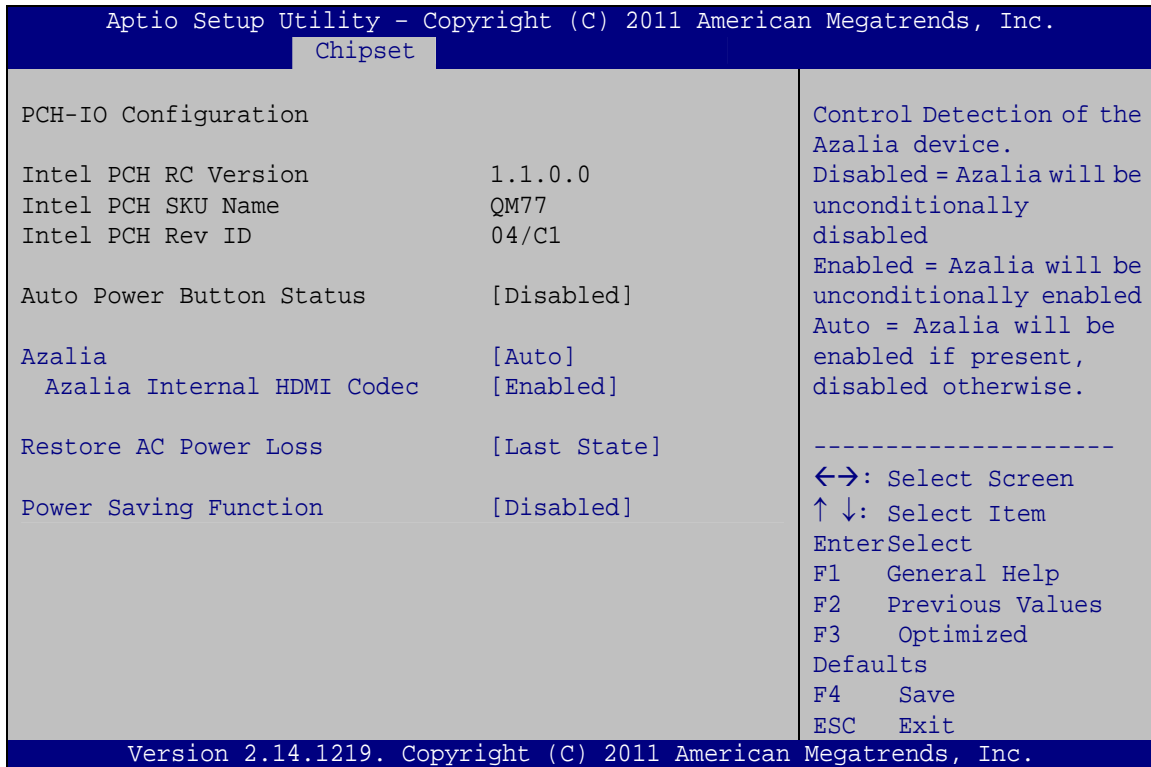 Aptio Setup Utility – Copyright (C) 2011 American Megatrends, Inc.
Chipset
PCH-IO Configuration
Intel PCH RC Version 1.1.0.0
Intel PCH SKU Name QM77
Intel PCH Rev ID 04/C1
Auto Power Button Status [Disabled]
Azalia [Auto]
Azalia Internal HDMI Codec [Enabled]
Restore AC Power Loss [Last State]
Power Saving Function [Disabled]
Control Detection of the
Azalia device.
Disabled = Azalia will be
unconditionally
disabled
Enabled = Azalia will be
unconditionally enabled
Auto = Azalia will be
enabled if present,
disabled otherwise.
---------------------
←→: Select Screen
↑ ↓: Select Item
EnterSelect
F1 General Help
F2 Previous Values
F3 Optimized
Defaults
F4 Save
ESC Exit
Version 2.14.1219. Copyright (C) 2011 American Megatrends, Inc.